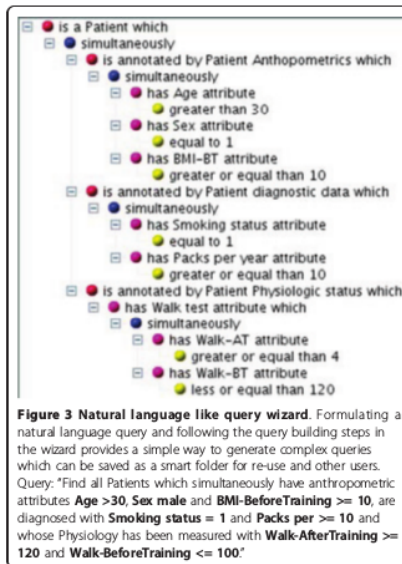 is a Patient which
simultaneously
is annotated by Patient Anthopometrics which
simultaneously
has Age attribute
greater than 30
has Sex attribute
equal to 1
has BMI-BT attribute
greater or equal than 10
is annotated by Patient diagnostic data which
simultaneously
has Smoking status attribute
equal to 1
has Packs per year attribute
greater or equal than 10
is annotated by Patient Physiologic status which
has Walk test attribute which
simultaneously
has Walk-AT attribute
greater or equal than 4
has Walk-BT attribute
less or equal than 120
Figure 3 Natural language like query wizard. Formulating a
natural language query and following the query building steps in
the wizard provides a simple way to generate complex queries
which can be saved as a smart folder for re-use and other users.
Query: "Find all Patients which simultaneously have anthropometric
attributes Age >30, Sex male and BMI-BeforeTraining >= 10, are
diagnosed with Smoking status = 1 and Packs per >= 10 and
whose Physiology has been measured with Walk-AfterTraining >=
120 and Walk-BeforeTraining <= 100."